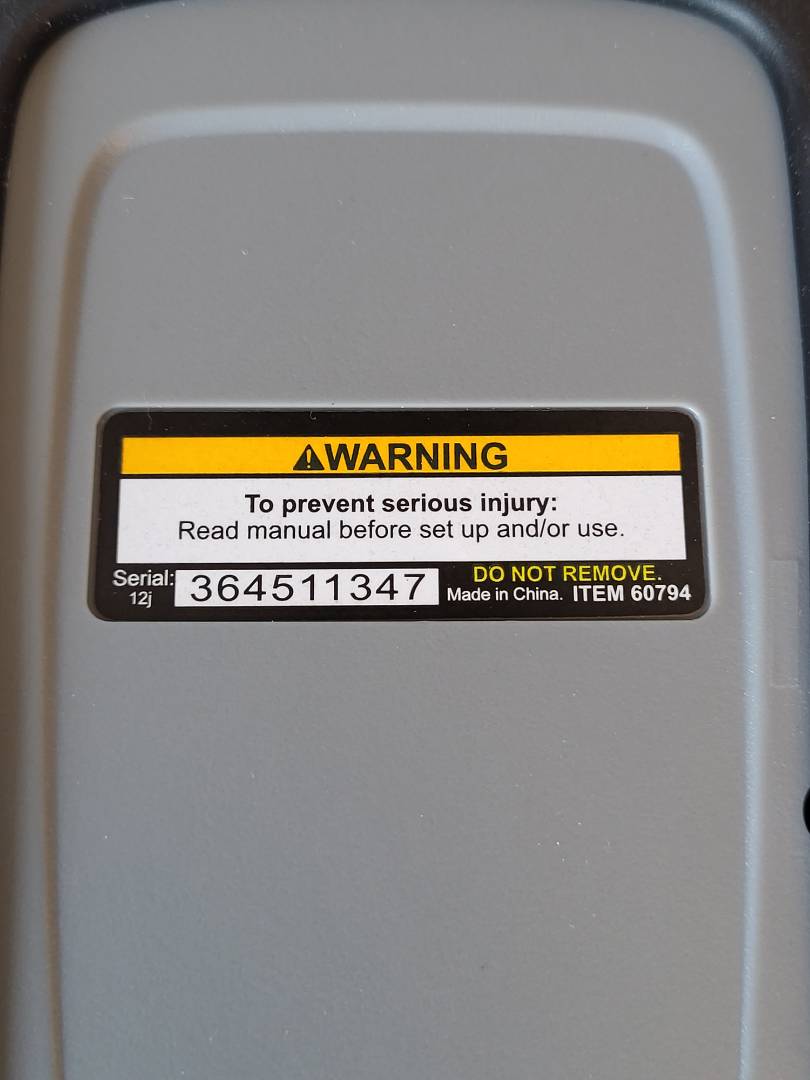 WARNING
To prevent serious injury:
Read manual before set up and/or use.
Serial: 364511347 DO NOT REMOVE.
12j Made in China. ITEM 60794